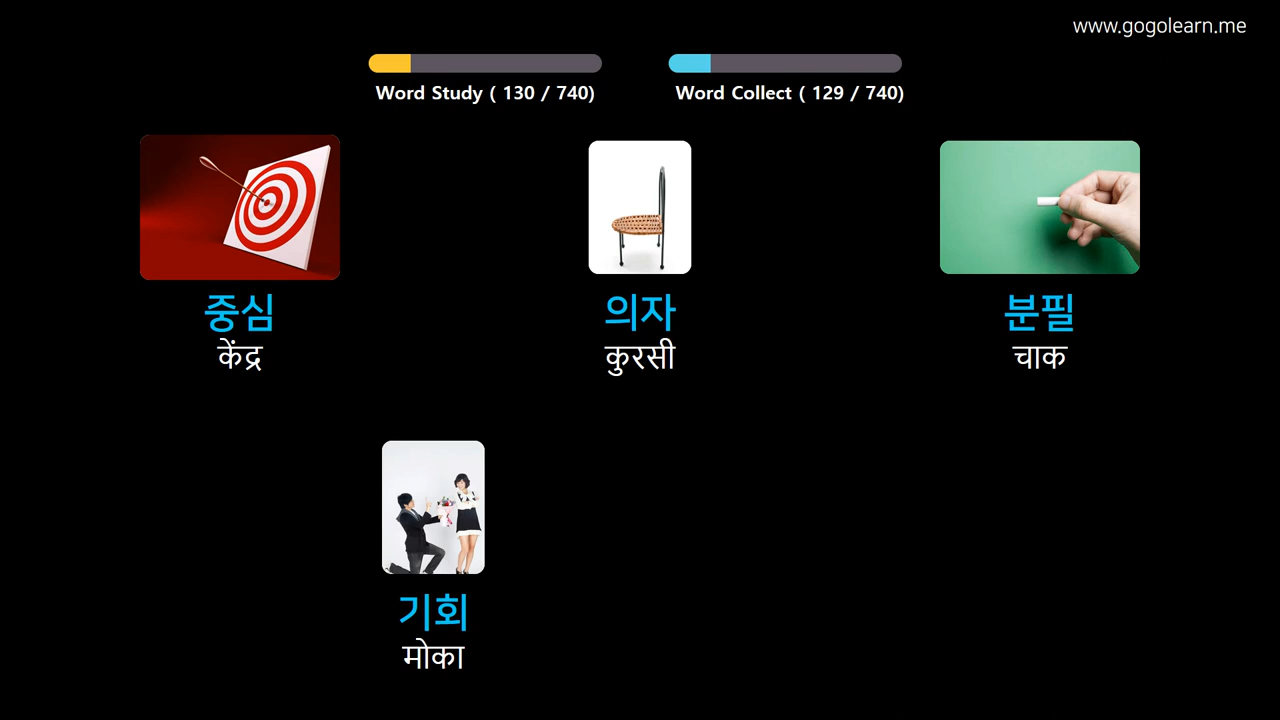 www.gogolearn.me
Word Study ( 130 / 740)
Word Collect ( 129 / 740)
중심
केंद्र
의자
कुरसी
분필
चाक
기회
मोका